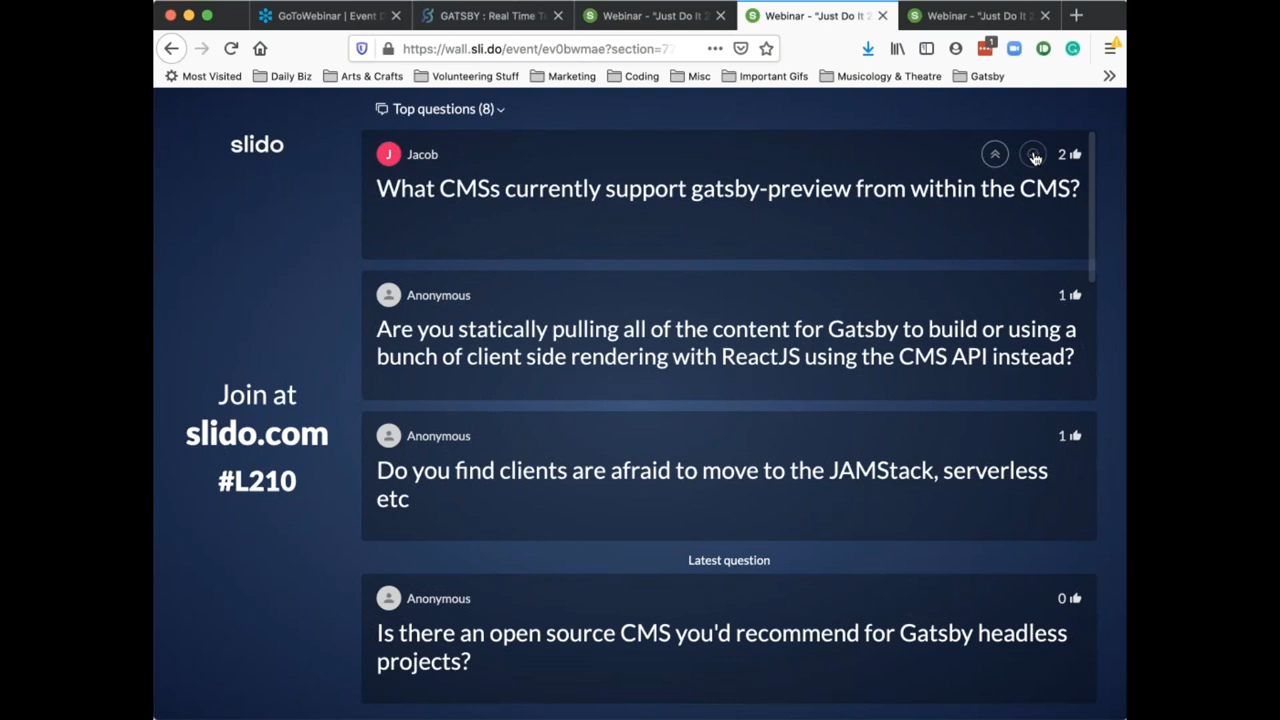 GoToWebinar | Event D
GATSBY : Real Time T
Webinar - "Just Do It 2
Webinar - "Just Do It 2
Webinar - "Just Do It 2
https://wall.sli.do/event/ev0bwmae?section=77
1
Most Visited
Daily Biz
Arts & Crafts
Volunteering Stuff
Marketing
Coding
Misc
Important Gifs
Musicology & Theatre
Gatsby
Top questions (8)
slido
J Jacob
2
What CMSs currently support gatsby-preview from within the CMS?
Anonymous
1
Are you statically pulling all of the content for Gatsby to build or using a
bunch of client side rendering with ReactJS using the CMS API instead?
Join at
slido.com
#L210
Anonymous
1
Do you find clients are afraid to move to the JAMStack, serverless
etc
Latest question
Anonymous
0
Is there an open source CMS you'd recommend for Gatsby headless
projects?